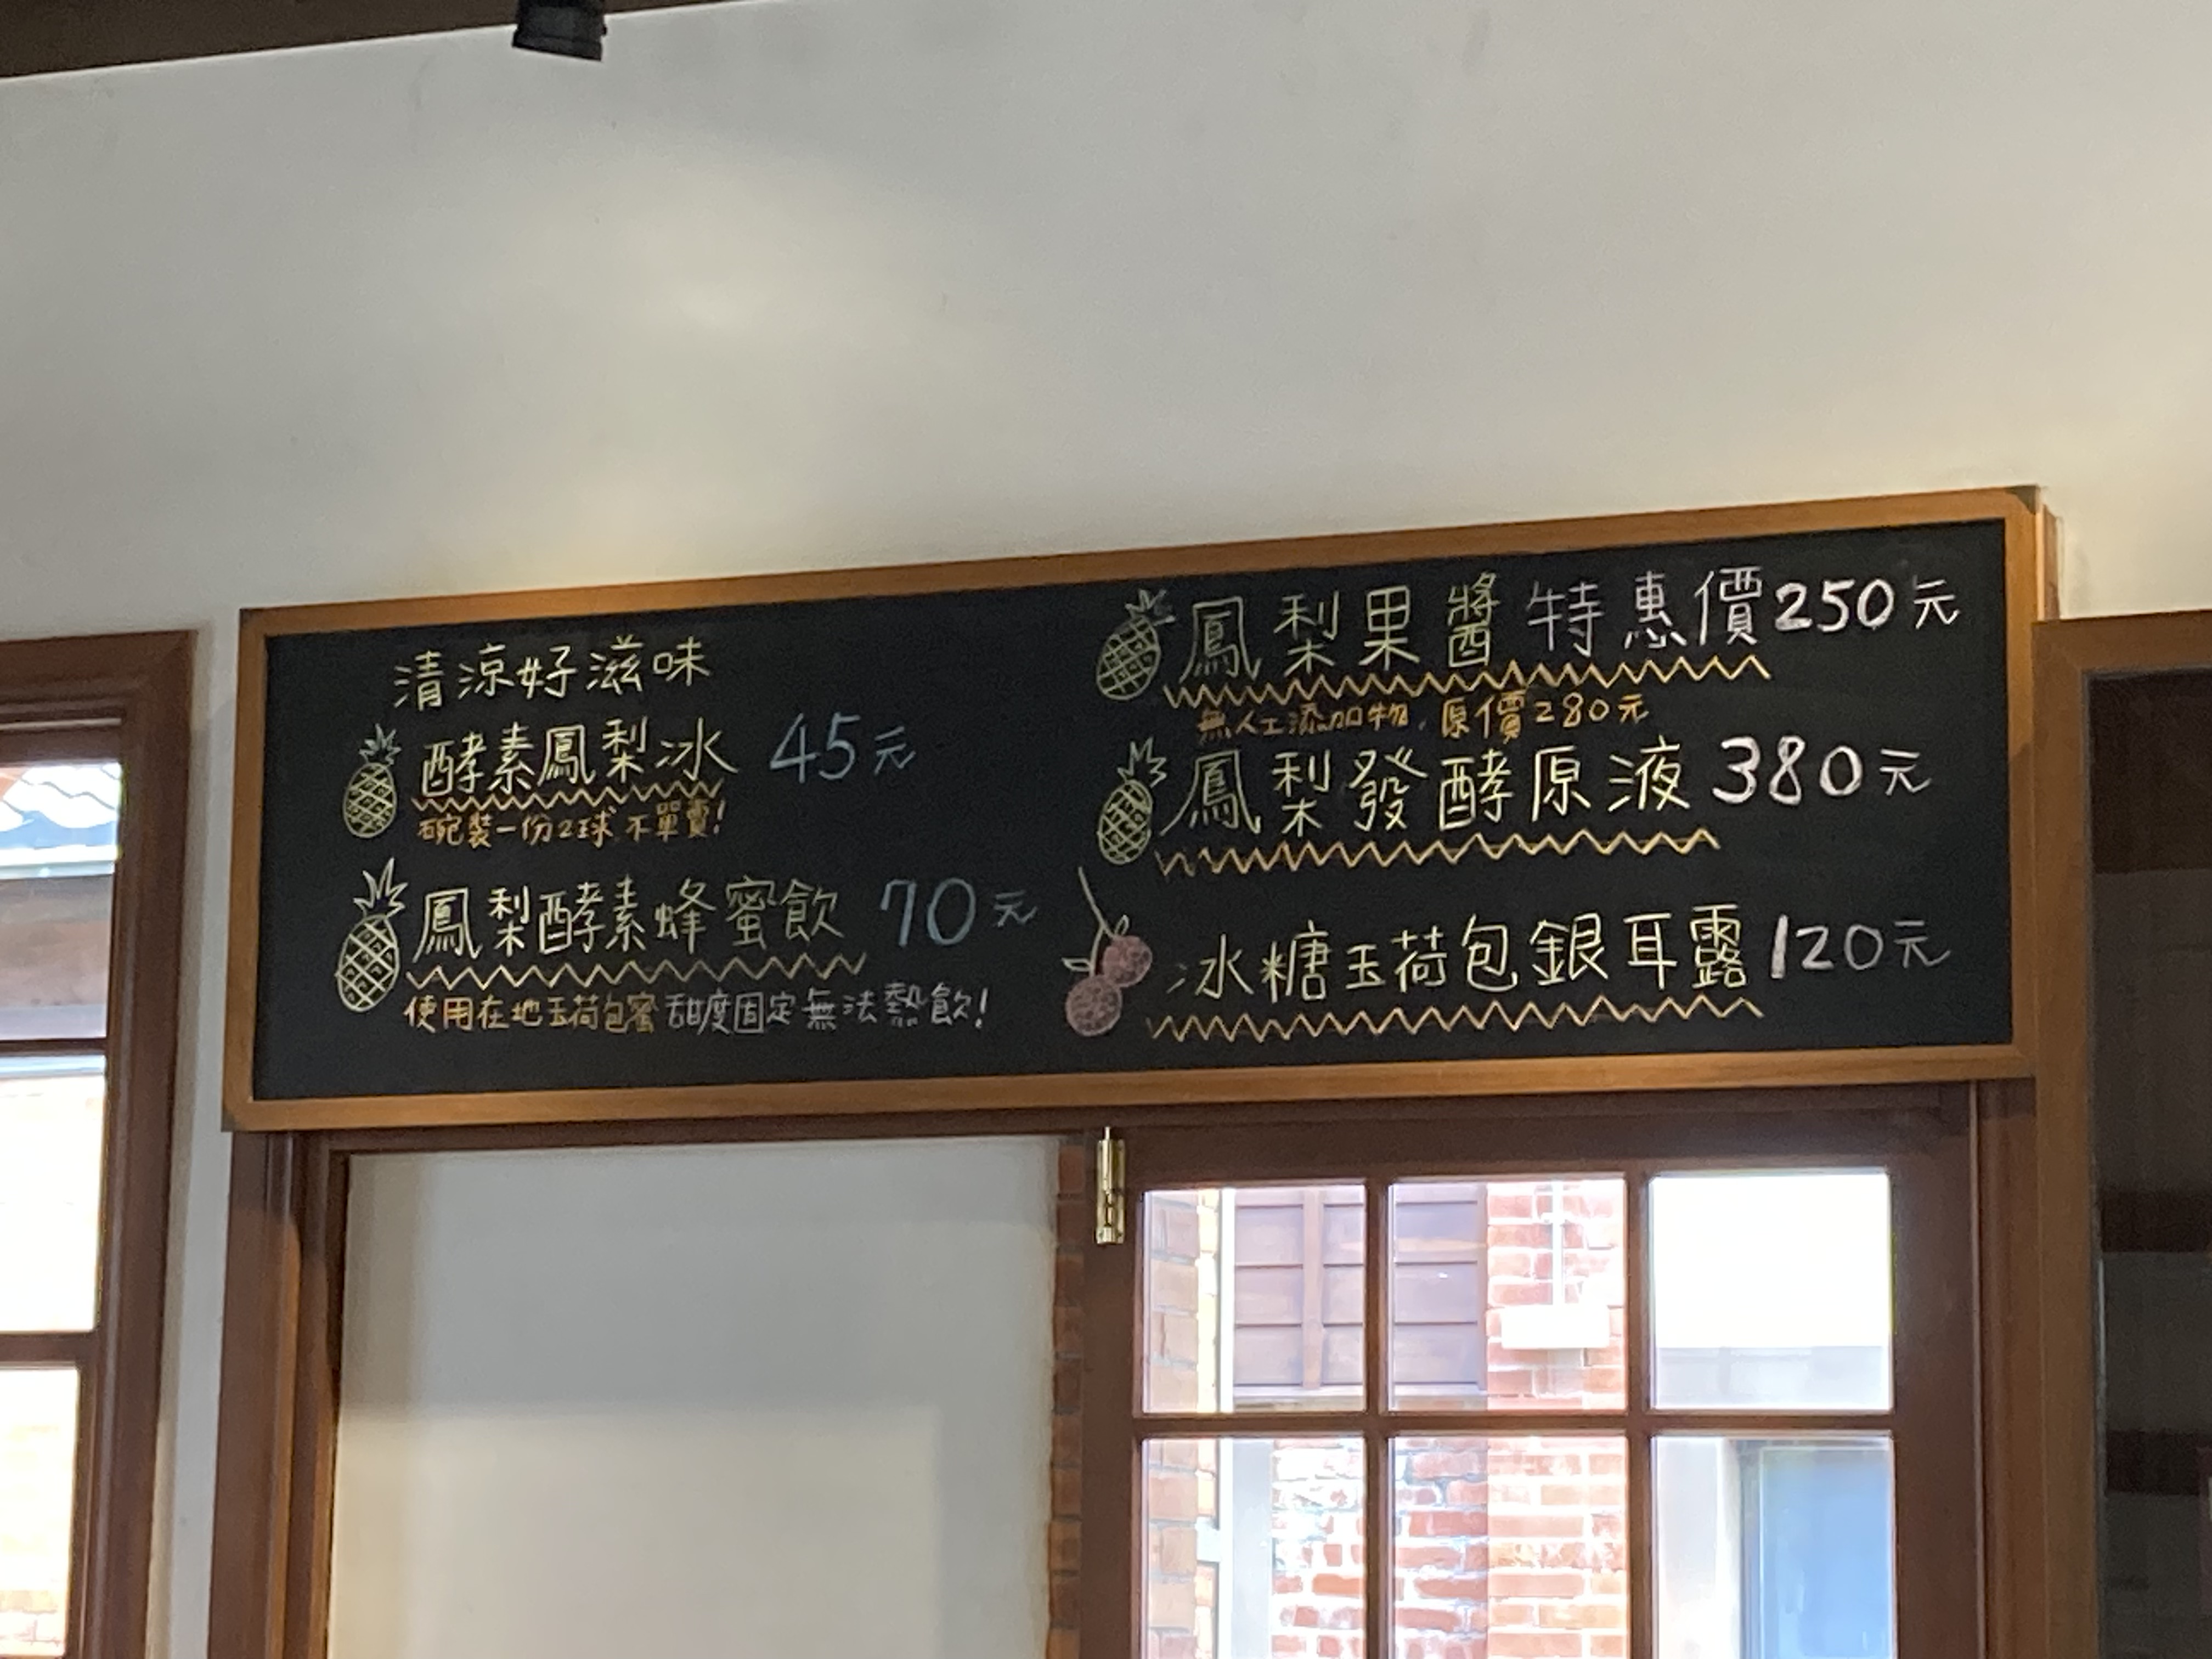 清涼好滋味
酵素鳳梨冰 45元
碗裝一份2球 不單賣!
鳳梨酵素蜂蜜飲 70元
使用在地玉荷包蜜 甜度固定無法熱飲!
鳳梨果醬特惠價250元
無人工添加物，原價280元
鳳梨發酵原液 380元
冰糖玉荷包銀耳露 120元